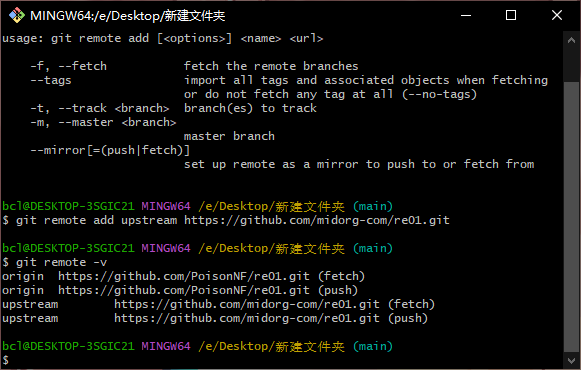 MINGW64:/e/Desktop/新建文件夹
usage: git remote add [<options>] <name> <url>
-f, --fetch           fetch the remote branches
--tags                import all tags and associated objects when fetching
or do not fetch any tag at all (--no-tags)
-t, --track <branch>  branch(es) to track
-m, --master <branch>
master branch
--mirror[=(push|fetch)]
set up remote as a mirror to push to or fetch from
bcl@DESKTOP-3SGIC21 MINGW64 /e/Desktop/新建文件夹 (main)
$ git remote add upstream https://github.com/midorg-com/re01.git
bcl@DESKTOP-3SGIC21 MINGW64 /e/Desktop/新建文件夹 (main)
$ git remote -v
origin  https://github.com/PoisonNF/re01.git (fetch)
origin  https://github.com/PoisonNF/re01.git (push)
upstream        https://github.com/midorg-com/re01.git (fetch)
upstream        https://github.com/midorg-com/re01.git (push)
bcl@DESKTOP-3SGIC21 MINGW64 /e/Desktop/新建文件夹 (main)
$